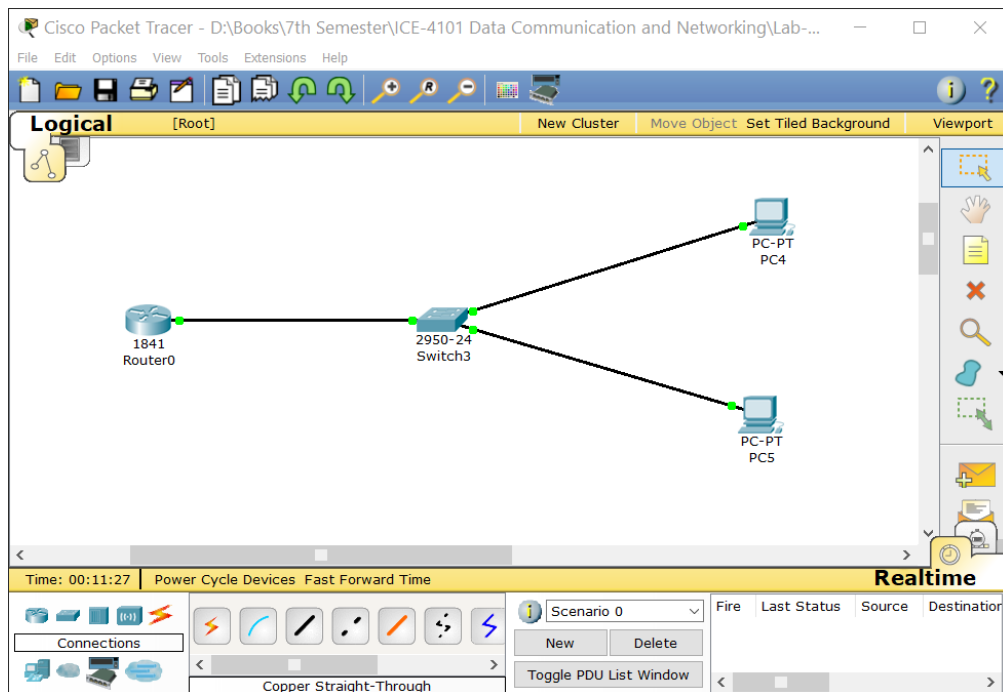 Cisco Packet Tracer - D:\Books\7th Semester\ICE-4101 Data Communication and Networking\Lab-...
File Edit Options View Tools Extensions Help
Logical [Root] New Cluster Move Object Set Tiled Background Viewport
PC-PT
PC4
1841
Router0
2950-24
Switch3
PC-PT
PC5
Time: 00:11:27 Power Cycle Devices Fast Forward Time Realtime
Connections
Copper Straight-Through
Scenario 0
New Delete
Toggle PDU List Window
Fire Last Status Source Destination